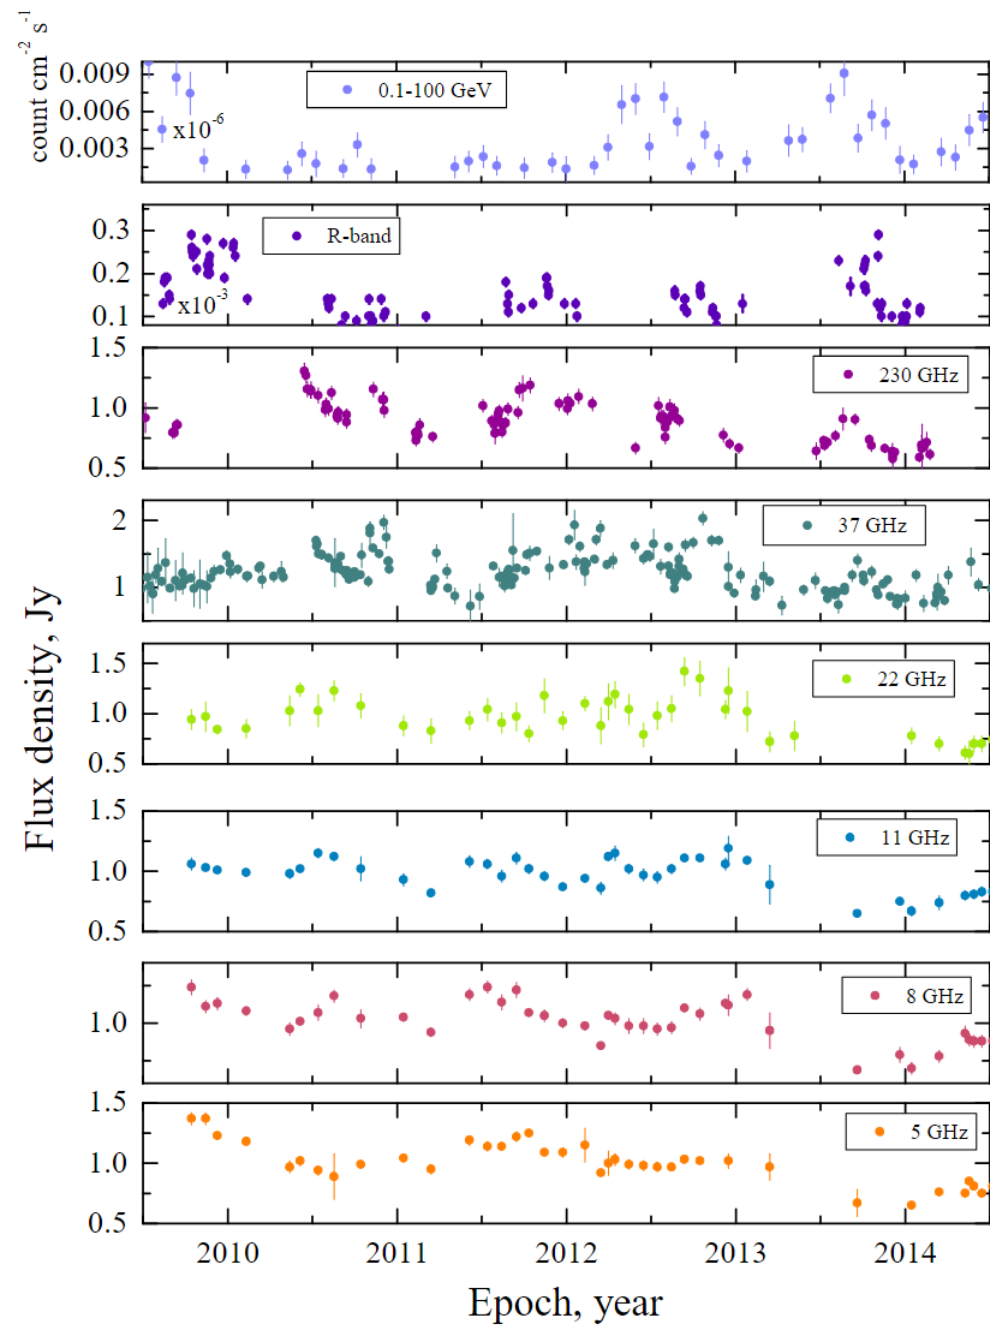 count cm-2 s-1
0.009
0.006
0.003
0.1-100 GeV
x10-6
0.3
0.2
0.1
R-band
x10-3
1.5
1.0
0.5
230 GHz
2
1
37 GHz
Flux density, Jy
1.5
1.0
0.5
22 GHz
1.5
1.0
0.5
11 GHz
1.0
8 GHz
1.5
1.0
0.5
5 GHz
2010 2011 2012 2013 2014
Epoch, year